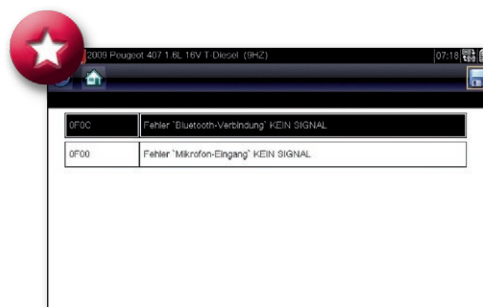 2009 Peugeot 407 1.6L 16V T-Diesel (9HZ) 07:18
0F0C Fehler `Bluetooth-Verbindung` KEIN SIGNAL
0F00 Fehler `Mikrofon-Eingang` KEIN SIGNAL